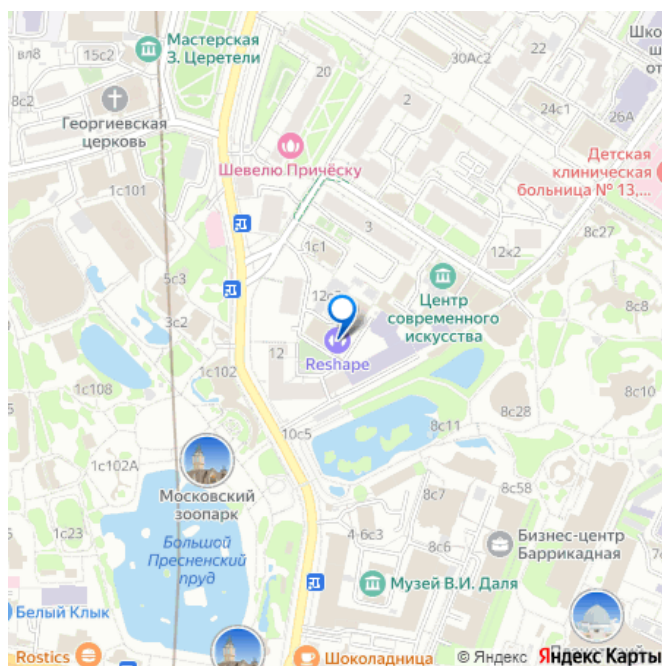 Мастерская
З. Церетели
вл8
15с2
8с2
Георгиевская
церковь
20
2
30Ас2
22
Шко
ш
от
24с1
26А
Шевелю Причёску
Детская
клиническая
больница № 13,...
1с101
3
1с1
12к2
8с27
5с3
3с2
Центр
современного
искусства
8с8
12
Reshape
1с102
1с108
8с10
8с28
8с11
10с5
1с102А
Московский
зоопарк
8с7
8с58
1с23
Большой
Пресненский
пруд
4-6с3
8с6
Бизнес-центр
Баррикадная
Музей В.И. Даля
Белый Клык
Rostics
Шоколадница
© Яндекс Яндекс Карты